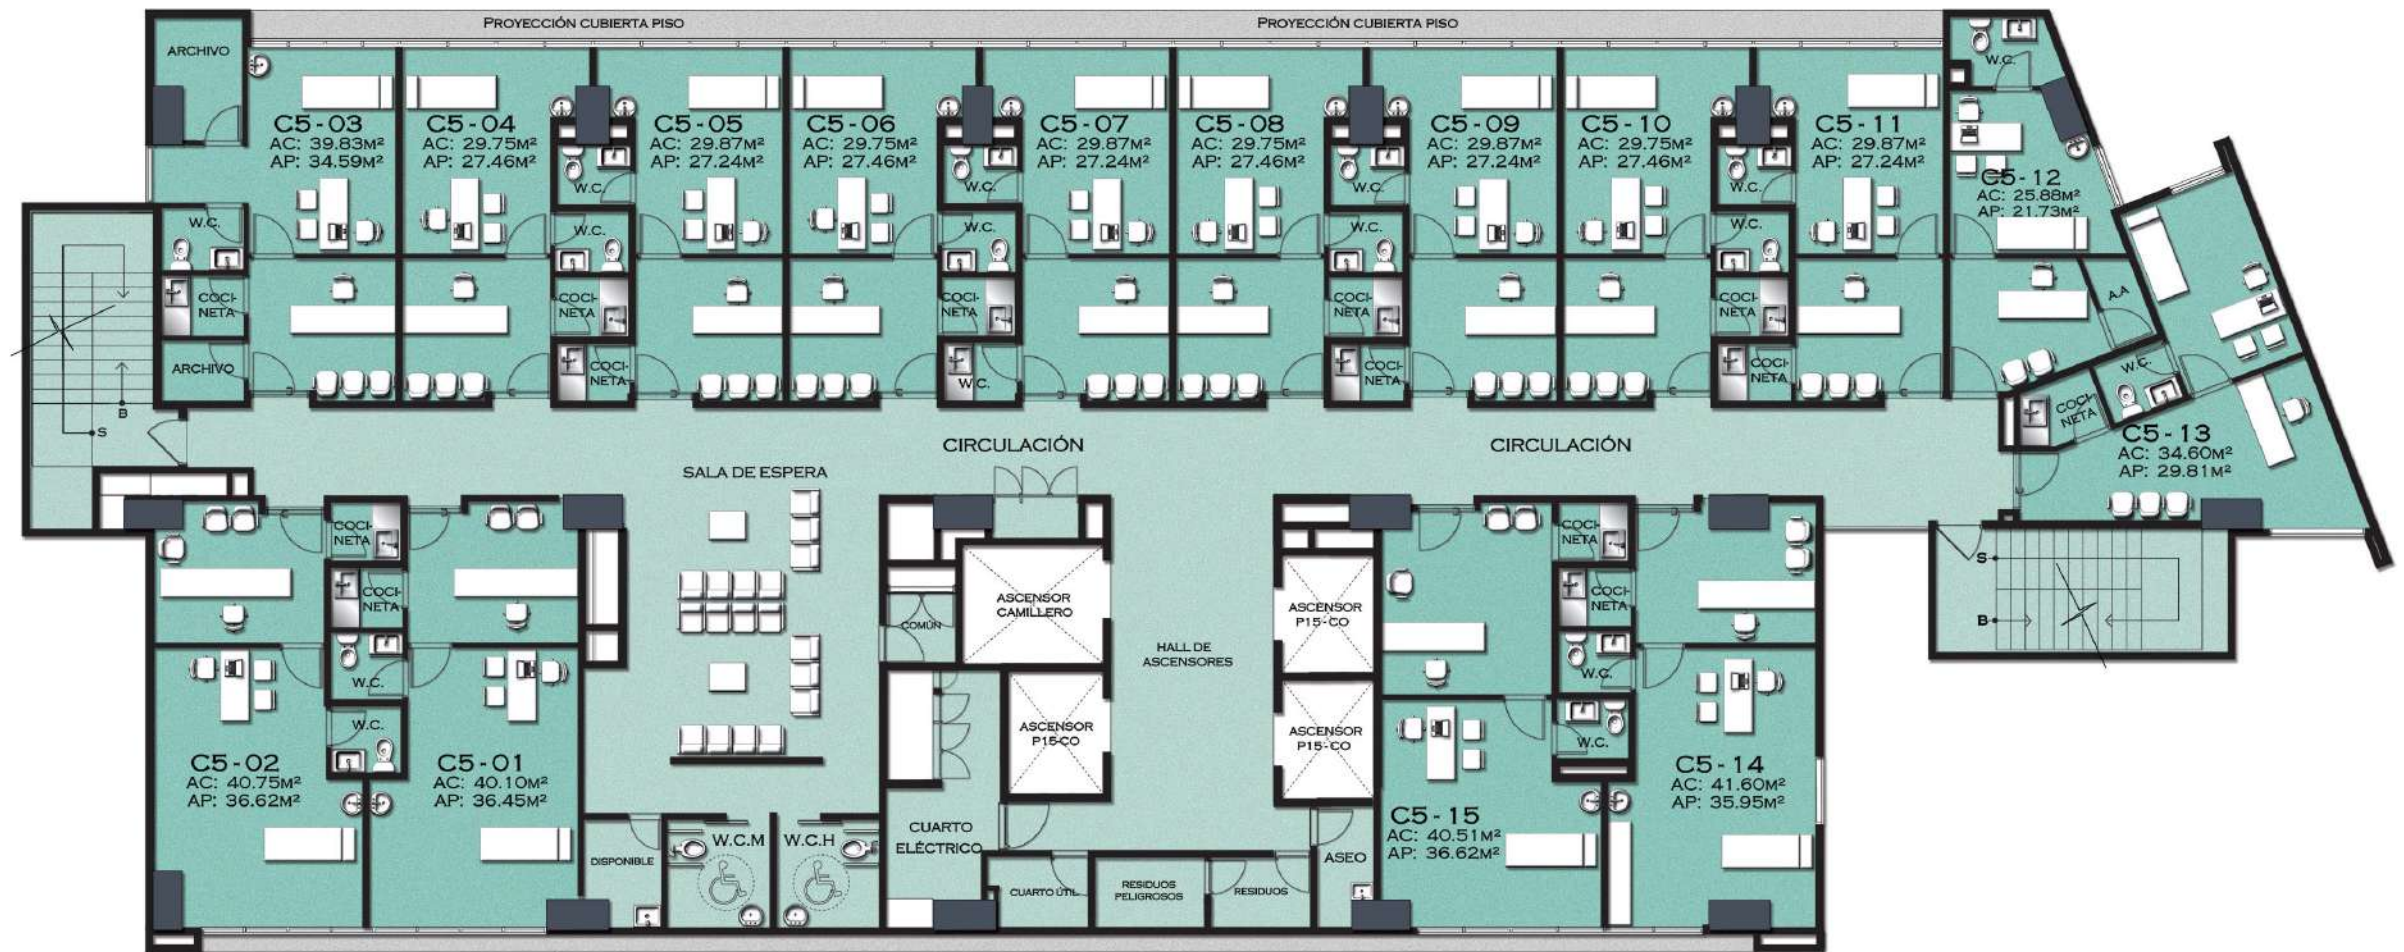 PROYECCIÓN CUBIERTA PISO
PROYECCIÓN CUBIERTA PISO
ARCHIVO
W.C.
C5-03
AC: 39.83M²
AP: 34.59M²
C5-04
AC: 29.75M²
AP: 27.46M²
C5-05
AC: 29.87M²
AP: 27.24M²
C5-06
AC: 29.75M²
AP: 27.46M²
C5-07
AC: 29.87M²
AP: 27.24M²
C5-08
AC: 29.75M²
AP: 27.46M²
C5-09
AC: 29.87M²
AP: 27.24M²
C5-10
AC: 29.75M²
AP: 27.46M²
C5-11
AC: 29.87M²
AP: 27.24M²
C5-12
AC: 25.88M²
AP: 21.73M²
W.C.
W.C.
W.C.
W.C.
W.C.
W.C.
W.C.
W.C.
W.C.
COCI-
NETA
COCI-
NETA
COCI-
NETA
COCI-
NETA
COCI-
NETA
A.A
ARCHIVO
COCI-
NETA
W.C.
COCI-
NETA
COCI-
NETA
W.C.
COCI-
NETA
B
S
CIRCULACIÓN
CIRCULACIÓN
C5-13
AC: 34.60M²
AP: 29.81M²
SALA DE ESPERA
COCI-
NETA
COCI-
NETA
COCI-
NETA
COCI-
NETA
S
B
ASCENSOR
CAMILLERO
ASCENSOR
P15-CO
COMÚN
HALL DE
ASCENSORES
W.C.
W.C.
W.C.
W.C.
ASCENSOR
P15-CO
ASCENSOR
P15-CO
C5-02
AC: 40.75M²
AP: 36.62M²
C5-01
AC: 40.10M²
AP: 36.45M²
C5-14
AC: 41.60M²
AP: 35.95M²
C5-15
AC: 40.51M²
AP: 36.62M²
DISPONIBLE
W.C.M
W.C.H
CUARTO
ELÉCTRICO
ASEO
CUARTO ÚTIL
RESIDUOS
PELIGROSOS
RESIDUOS